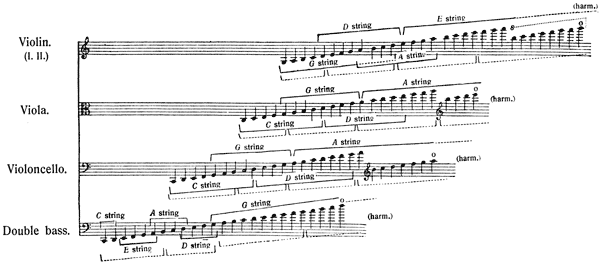 (harm.)
D string E string
Violin.
(I. II.)
8
G string A string
G string A string
Viola.
(harm.)
C string D string
G string A string
Violoncello.
(harm.)
C string D string
C string A string G string
Double bass.
(harm.)
E string D string